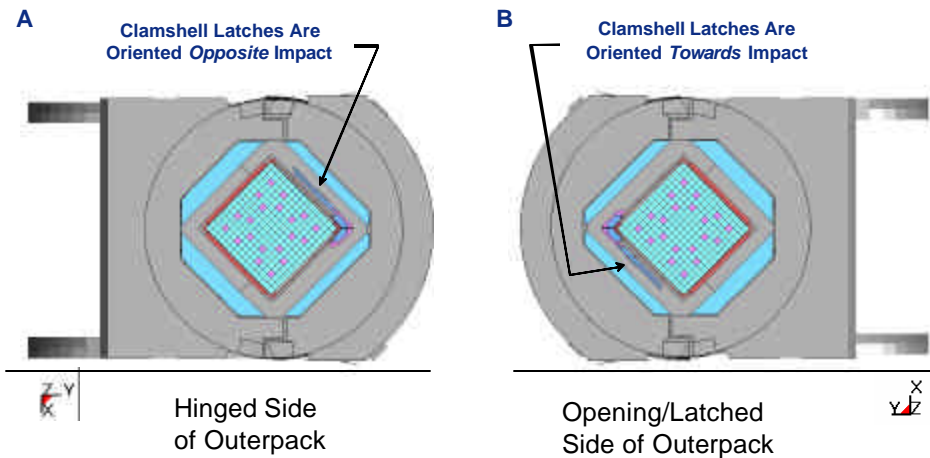 A
Clamshell Latches Are
Oriented Opposite Impact
B
Clamshell Latches Are
Oriented Towards Impact
Z Y
X
Hinged Side
of Outerpack
Opening/Latched
Side of Outerpack
X
Y Z